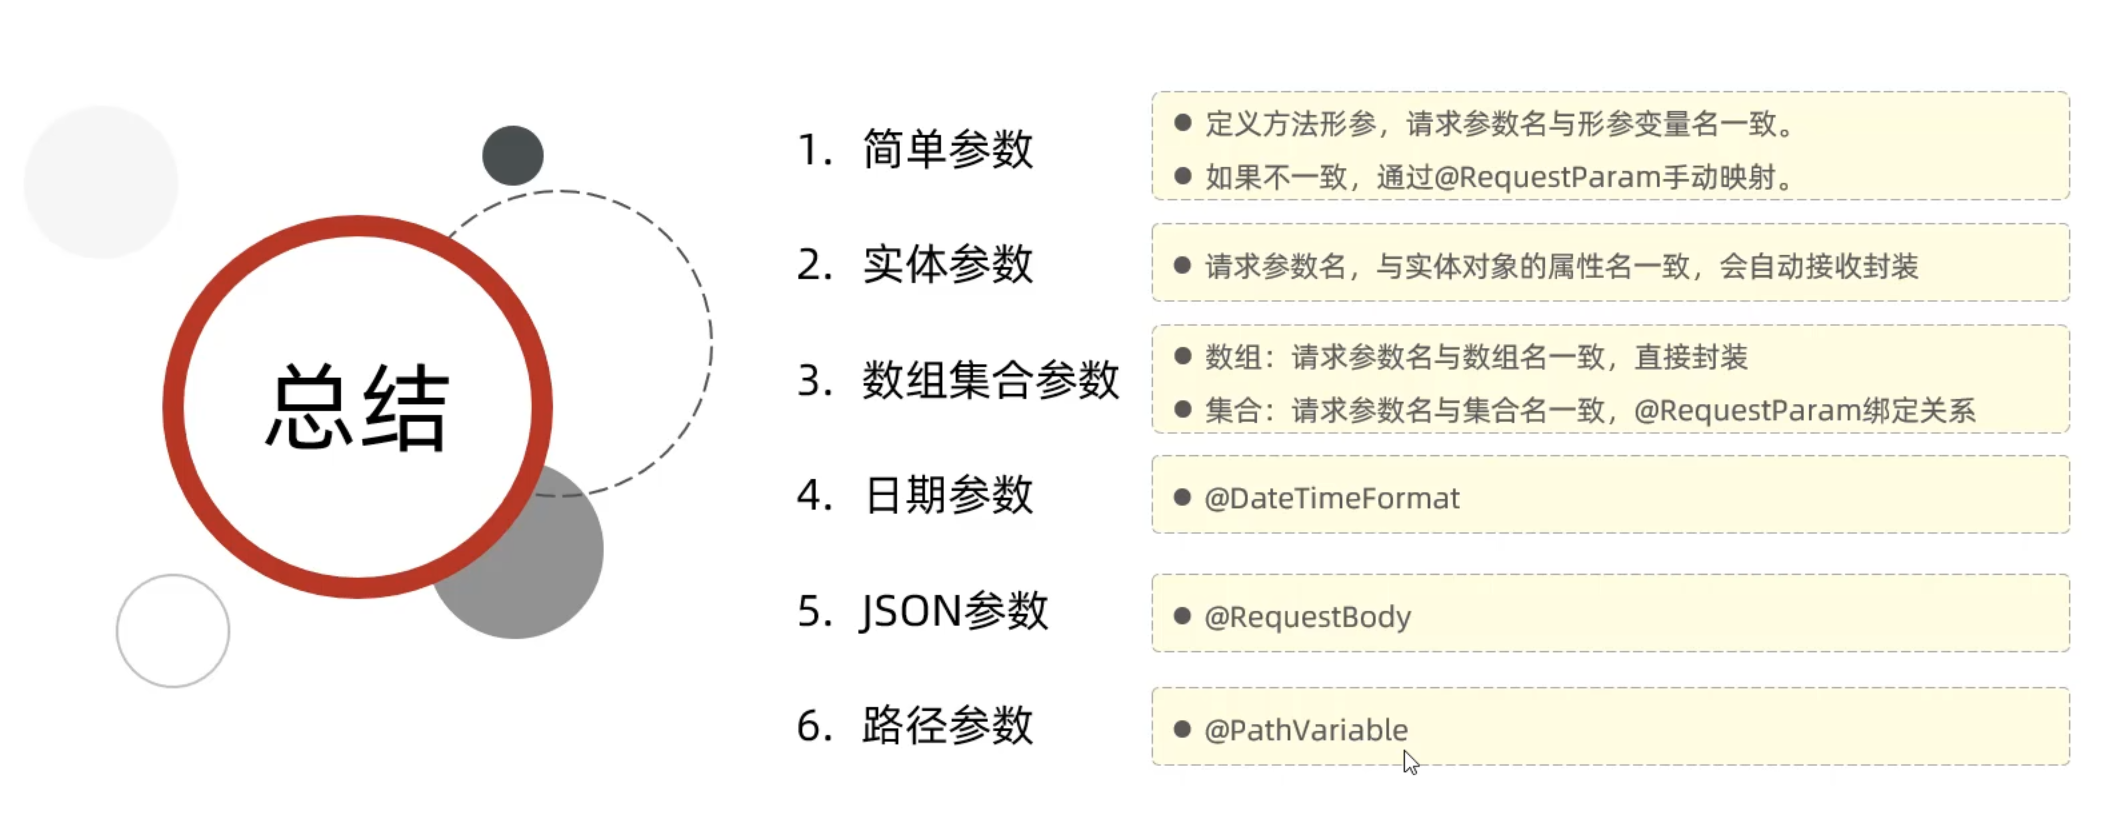 总结
1. 简单参数
定义方法形参，请求参数名与形参变量名一致。
如果不一致，通过@RequestParam手动映射。
2. 实体参数
请求参数名，与实体对象的属性名一致，会自动接收封装
3. 数组集合参数
数组：请求参数名与数组名一致，直接封装
集合：请求参数名与集合名一致，@RequestParam绑定关系
4. 日期参数
@DateTimeFormat
5. JSON参数
@RequestBody
6. 路径参数
@PathVariable